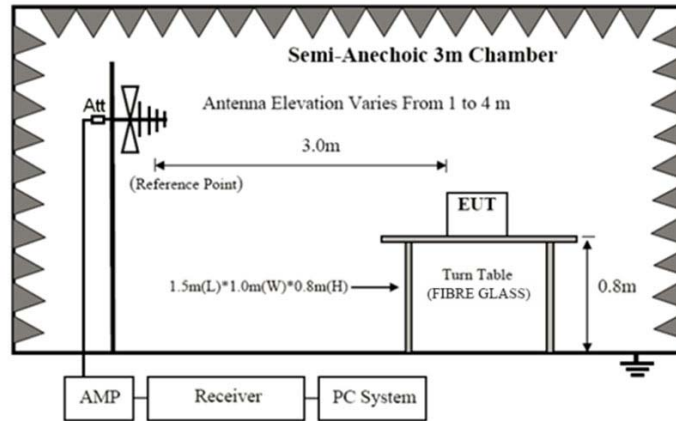 Semi-Anechoic 3m Chamber
Att
Antenna Elevation Varies From 1 to 4 m
3.0m
(Reference Point)
EUT
1.5m(L)*1.0m(W)*0.8m(H)
Turn Table
(FIBRE GLASS)
0.8m
AMP
Receiver
PC System